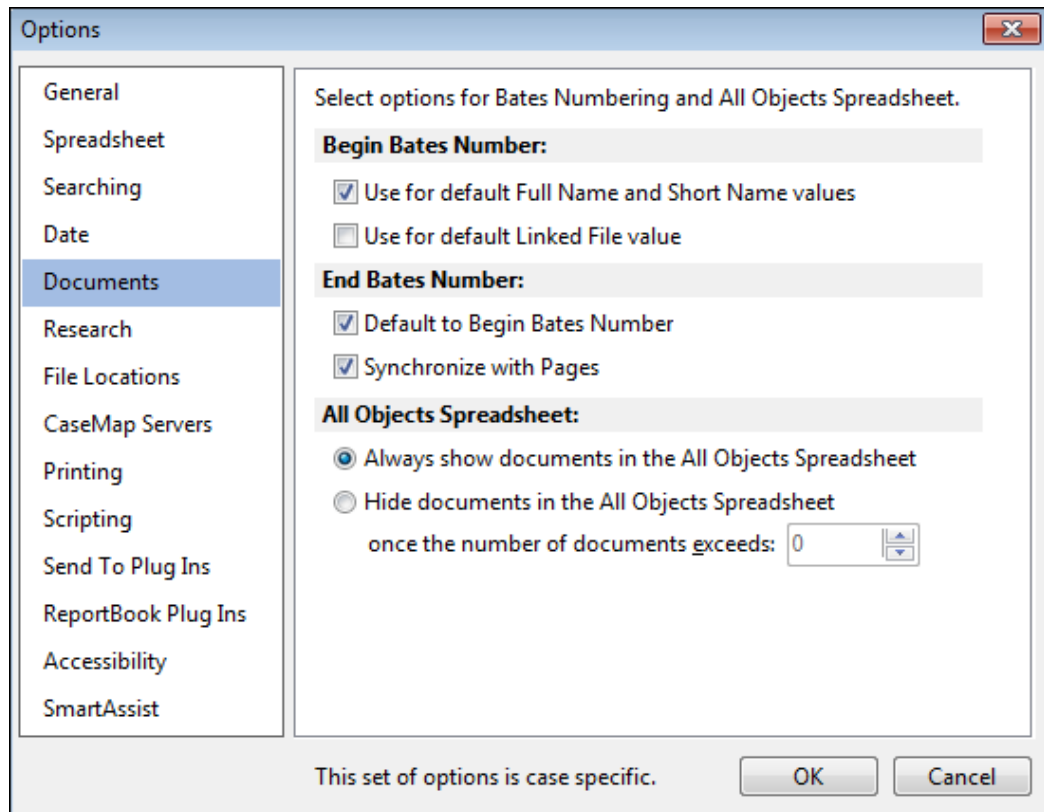 Options
General
Spreadsheet
Searching
Date
Documents
Research
File Locations
CaseMap Servers
Printing
Scripting
Send To Plug Ins
ReportBook Plug Ins
Accessibility
SmartAssist
Select options for Bates Numbering and All Objects Spreadsheet.
Begin Bates Number:
Use for default Full Name and Short Name values
Use for default Linked File value
End Bates Number:
Default to Begin Bates Number
Synchronize with Pages
All Objects Spreadsheet:
Always show documents in the All Objects Spreadsheet
Hide documents in the All Objects Spreadsheet
once the number of documents exceeds: 0
This set of options is case specific.
OK
Cancel